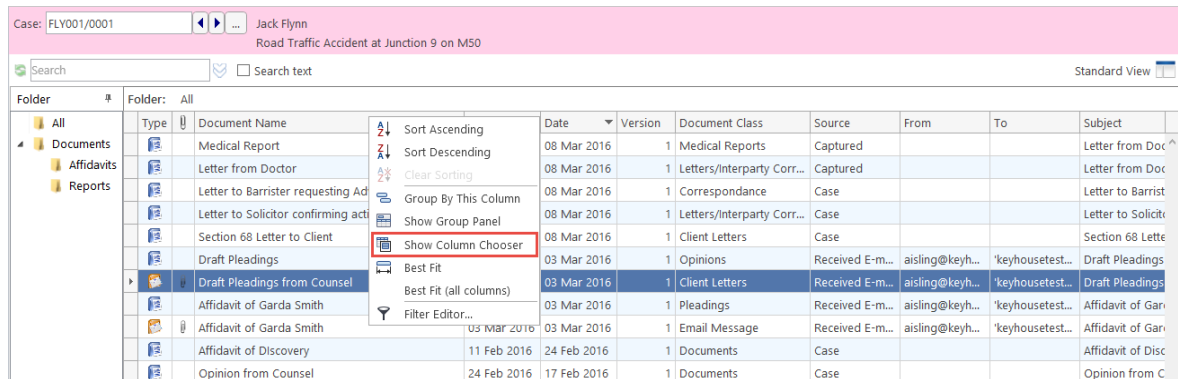 Case: FLY001/0001 ... Jack Flynn
Road Traffic Accident at Junction 9 on M50
Search Search text Standard View
Folder Folder: All
All
Documents
Affidavits
Reports
Type Document Name Date Version Document Class Source From To Subject
Medical Report 08 Mar 2016 1 Medical Reports Captured Letter from Doc
Letter from Doctor 08 Mar 2016 1 Letters/Interparty Corr... Captured Letter from Doc
Letter to Barrister requesting Ad 08 Mar 2016 1 Correspondance Case Letter to Barrist
Letter to Solicitor confirming acti 08 Mar 2016 1 Letters/Interparty Corr... Case Letter to Solicito
Section 68 Letter to Client 08 Mar 2016 1 Client Letters Case Section 68 Lette
Draft Pleadings 03 Mar 2016 1 Opinions Received E-m... aisling@keyh... 'keyhousetest... Draft Pleadings
Draft Pleadings from Counsel 03 Mar 2016 1 Client Letters Received E-m... aisling@keyh... 'keyhousetest... Draft Pleadings
Affidavit of Garda Smith 03 Mar 2016 1 Pleadings Received E-m... aisling@keyh... 'keyhousetest... Affidavit of Gar
Affidavit of Garda Smith 03 Mar 2016 03 Mar 2016 1 Email Message Received E-m... aisling@keyh... 'keyhousetest... Affidavit of Gar
Affidavit of DIscovery 11 Feb 2016 24 Feb 2016 1 Documents Case Affidavit of Disc
Opinion from Counsel 24 Feb 2016 17 Feb 2016 1 Documents Case Opinion from C
Sort Ascending
Sort Descending
Clear Sorting
Group By This Column
Show Group Panel
Show Column Chooser
Best Fit
Best Fit (all columns)
Filter Editor...